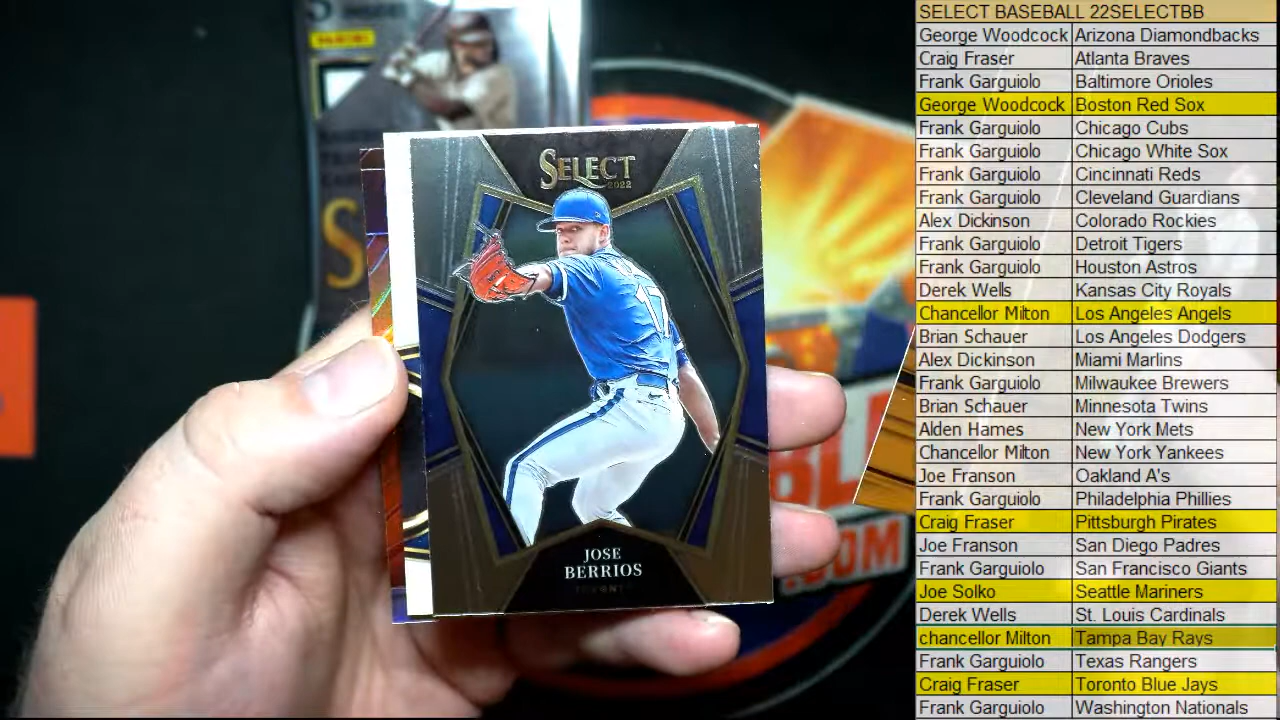 PANINI
S
SELECT
2022
17
JOSE
BERRIOS
BL
.COM
SELECT BASEBALL 22SELECTBB
George Woodcock Arizona Diamondbacks
Craig Fraser Atlanta Braves
Frank Garguiolo Baltimore Orioles
George Woodcock Boston Red Sox
Frank Garguiolo Chicago Cubs
Frank Garguiolo Chicago White Sox
Frank Garguiolo Cincinnati Reds
Frank Garguiolo Cleveland Guardians
Alex Dickinson Colorado Rockies
Frank Garguiolo Detroit Tigers
Frank Garguiolo Houston Astros
Derek Wells Kansas City Royals
Chancellor Milton Los Angeles Angels
Brian Schauer Los Angeles Dodgers
Alex Dickinson Miami Marlins
Frank Garguiolo Milwaukee Brewers
Brian Schauer Minnesota Twins
Alden Hames New York Mets
Chancellor Milton New York Yankees
Joe Franson Oakland A's
Frank Garguiolo Philadelphia Phillies
Craig Fraser Pittsburgh Pirates
Joe Franson San Diego Padres
Frank Garguiolo San Francisco Giants
Joe Solko Seattle Mariners
Derek Wells St. Louis Cardinals
chancellor Milton Tampa Bay Rays
Frank Garguiolo Texas Rangers
Craig Fraser Toronto Blue Jays
Frank Garguiolo Washington Nationals